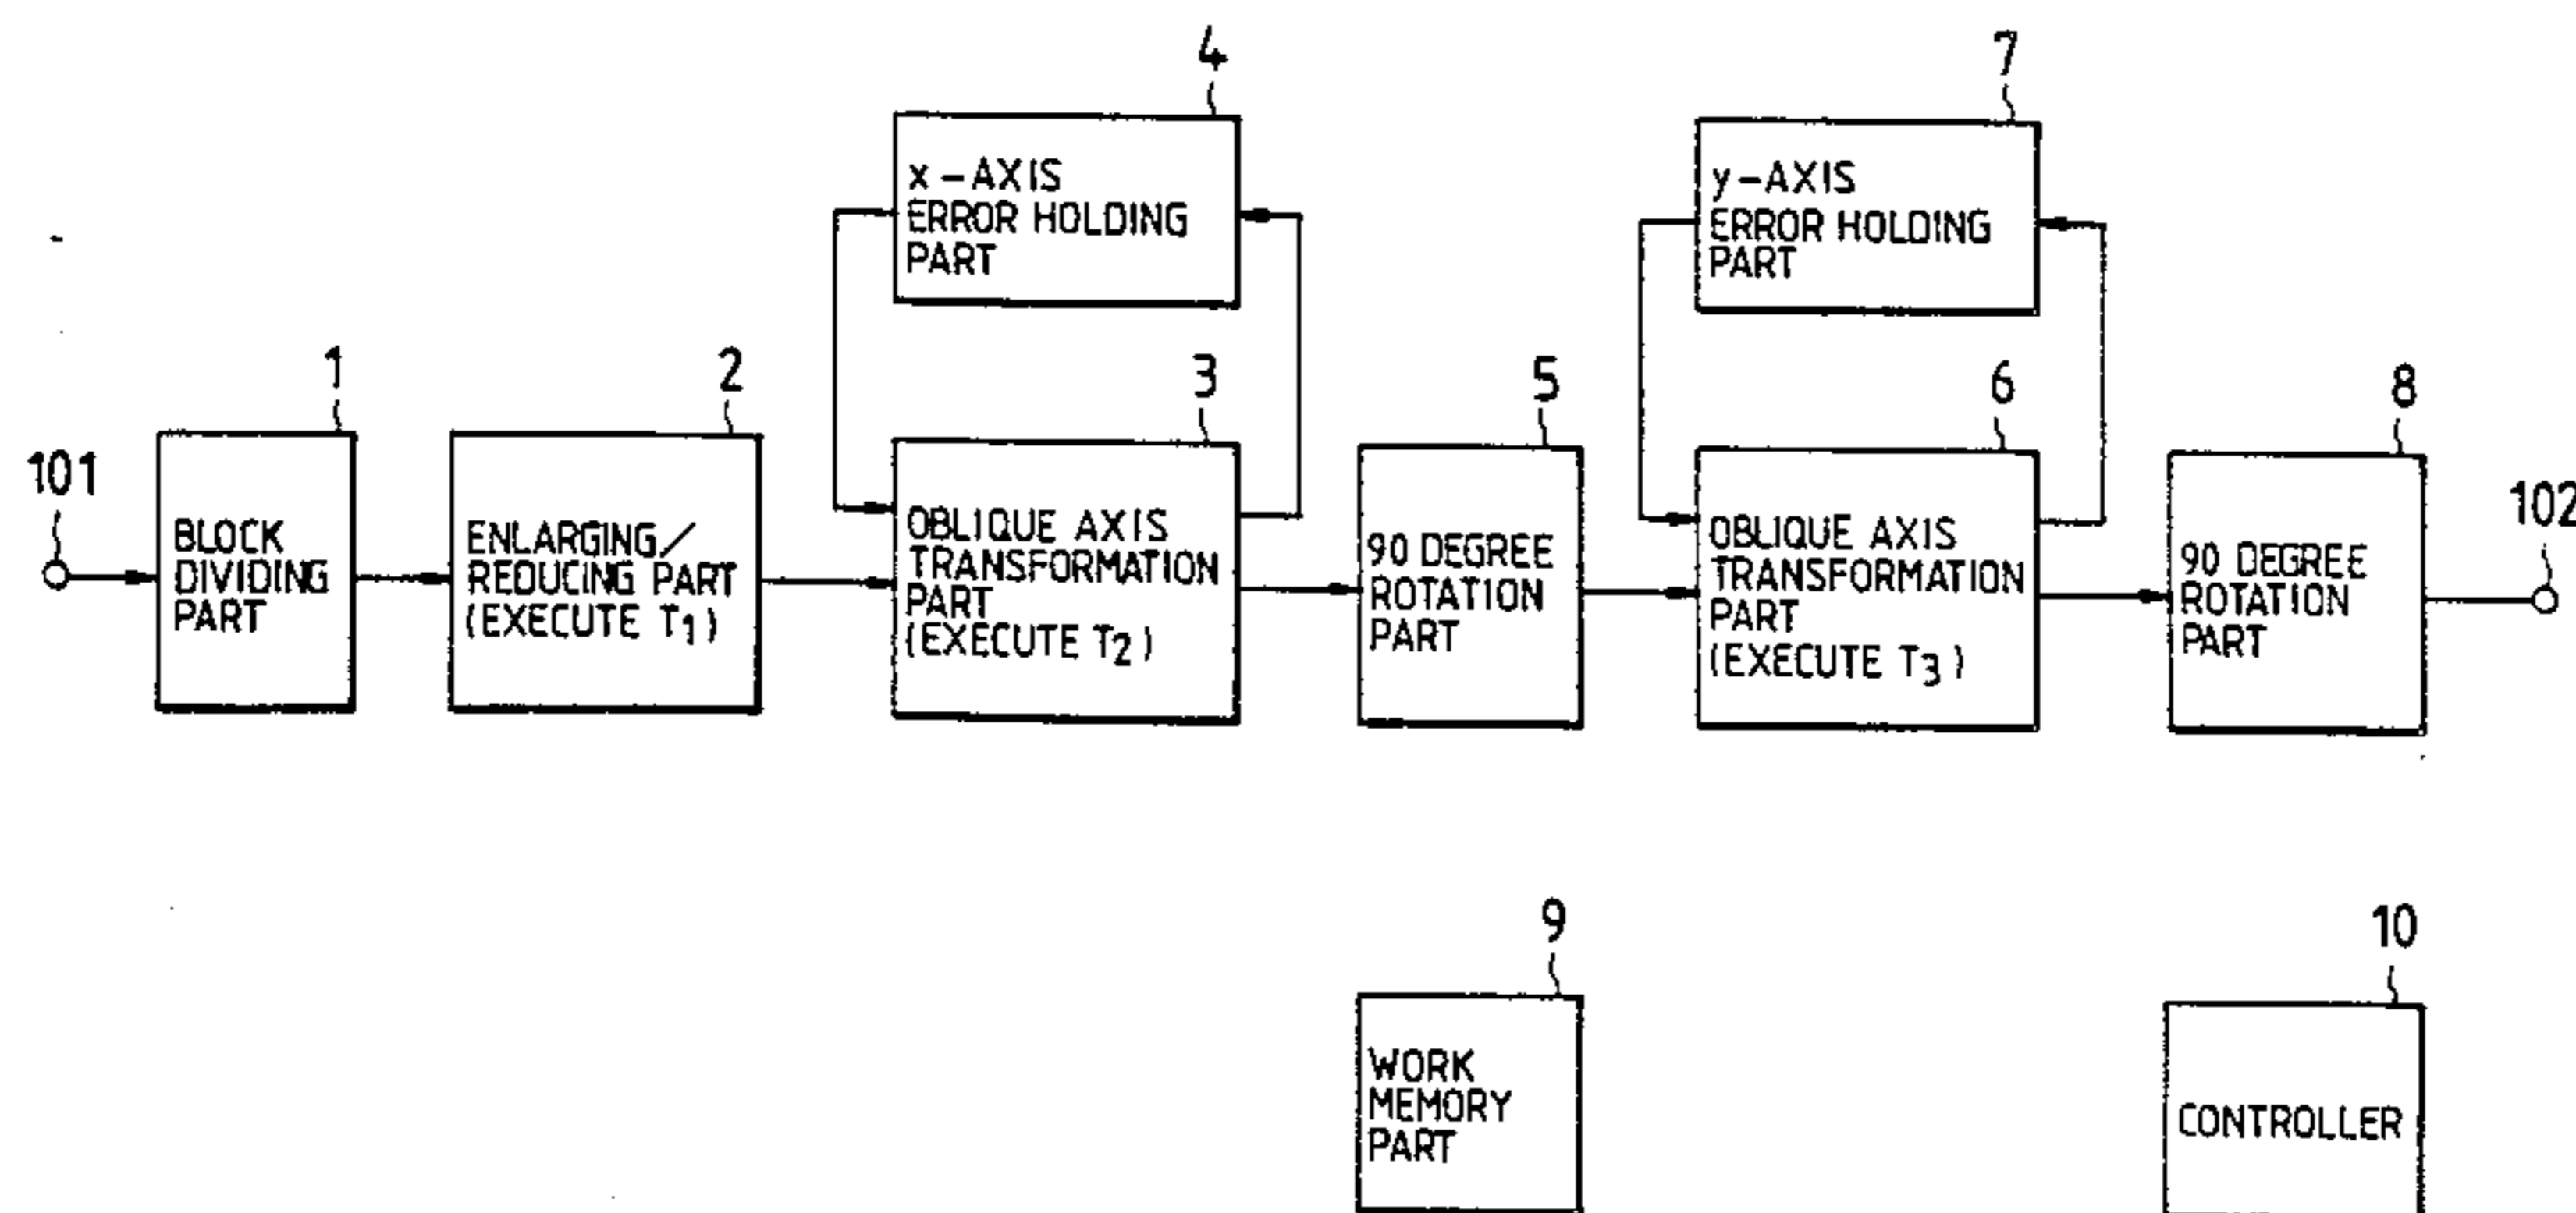 4
x-AXIS
ERROR HOLDING
PART
7
y-AXIS
ERROR HOLDING
PART
101
1
BLOCK
DIVIDING
PART
2
ENLARGING/
REDUCING PART
(EXECUTE T1)
3
OBLIQUE AXIS
TRANSFORMATION
PART
(EXECUTE T2)
5
90 DEGREE
ROTATION
PART
6
OBLIQUE AXIS
TRANSFORMATION
PART
(EXECUTE T3)
8
90 DEGREE
ROTATION
PART
102
9
WORK
MEMORY
PART
10
CONTROLLER